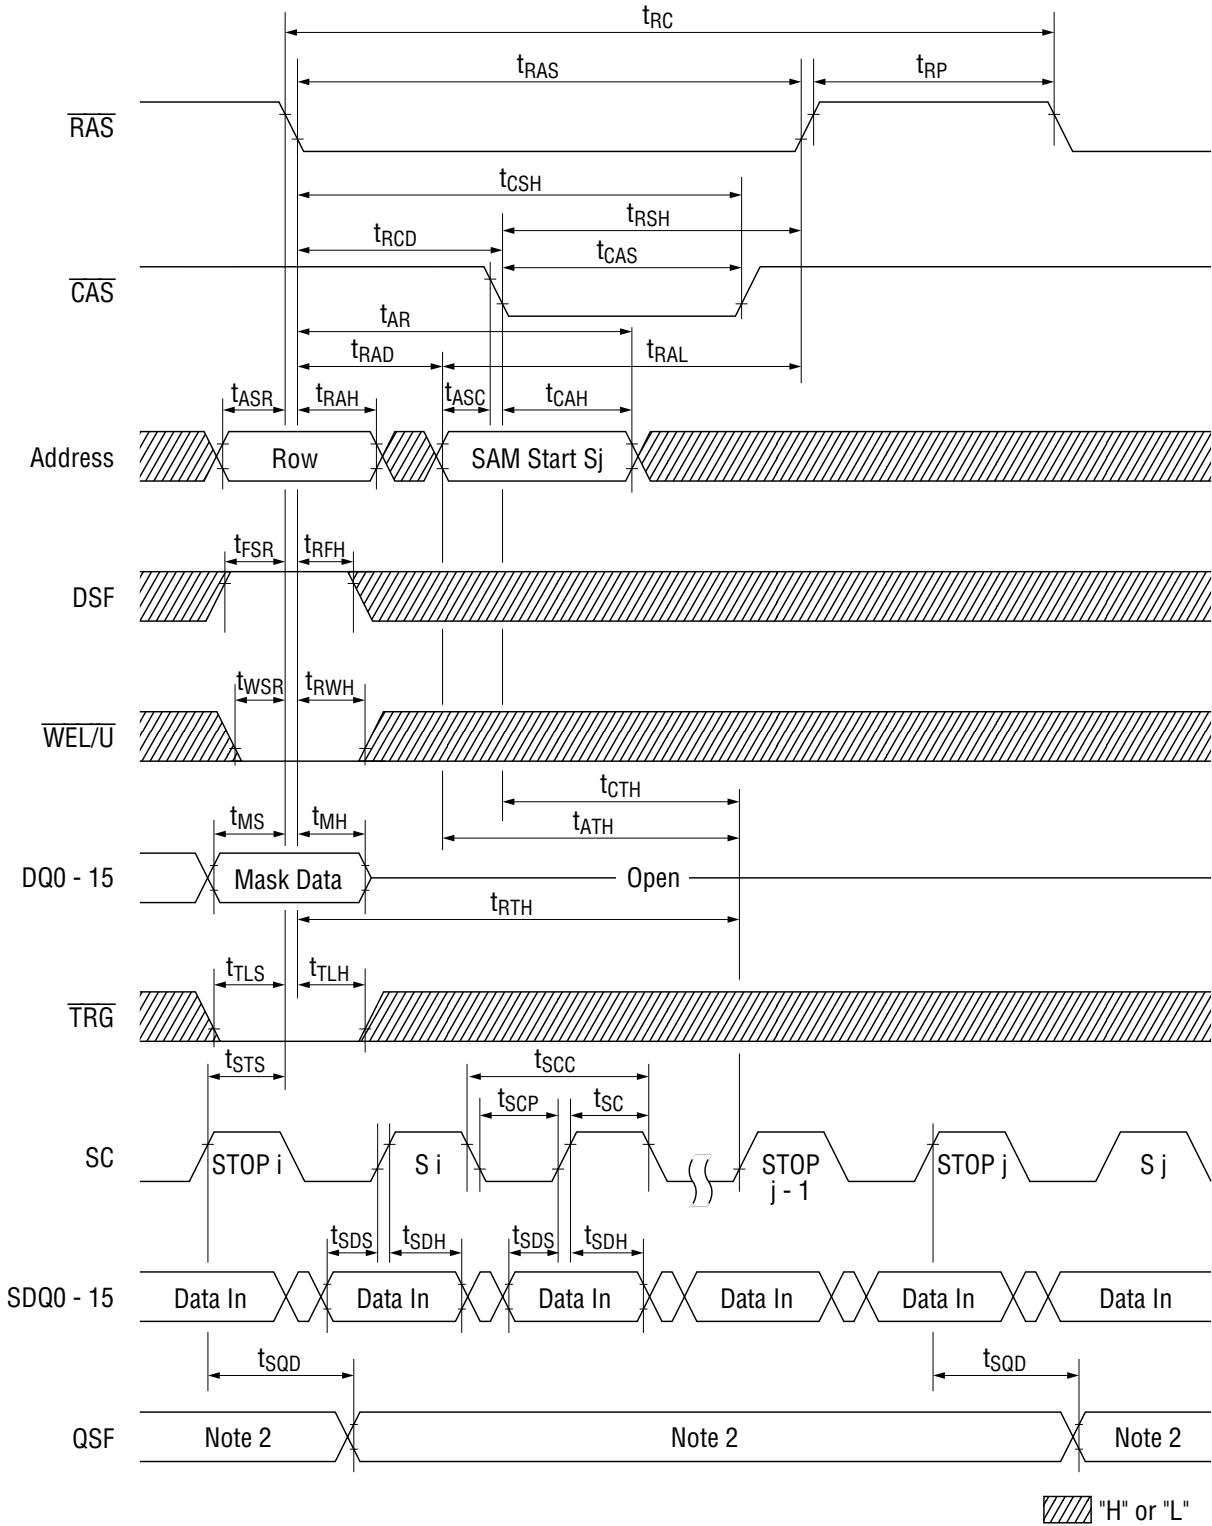 tRC
tRAS
tRP
RAS
tCSH
tRSH
tRCD
tCAS
CAS
tAR
tRAD
tRAL
tASR
tRAH
tASC
tCAH
Address
Row
SAM Start Sj
tFSR
tRFH
DSF
tWSR
tRWH
WEL/U
tCTH
tMS
tMH
tATH
DQ0 - 15
Mask Data
Open
tRTH
tTLS
tTLH
TRG
tSTS
tSCC
tSCP
tSC
SC
STOP i
S i
STOP
j - 1
STOP j
S j
tSDS
tSDH
tSDS
tSDH
SDQ0 - 15
Data In
Data In
Data In
Data In
Data In
Data In
tSQD
tSQD
QSF
Note 2
Note 2
Note 2
"H" or "L"